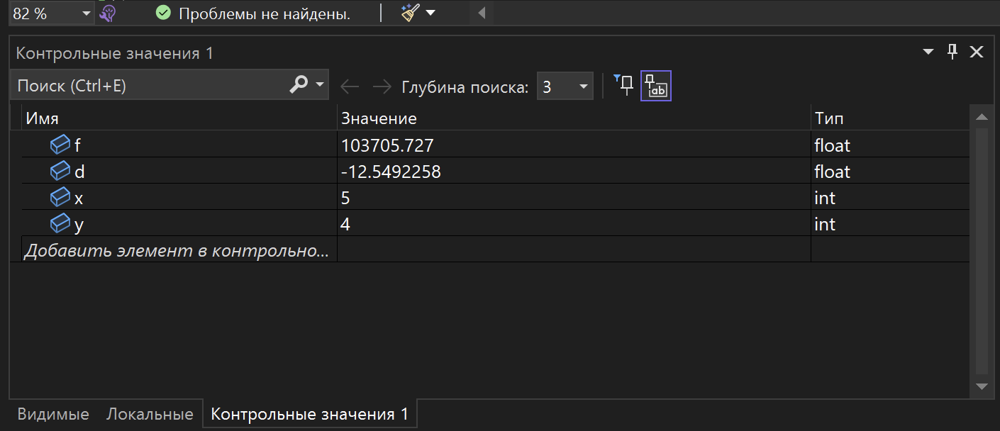 82 % Проблемы не найдены.
Контрольные значения 1
Поиск (Ctrl+E) Глубина поиска: 3 ab
Имя Значение Тип
f 103705.727 float
d -12.5492258 float
x 5 int
y 4 int
Добавить элемент в контрольно...
Видимые Локальные Контрольные значения 1